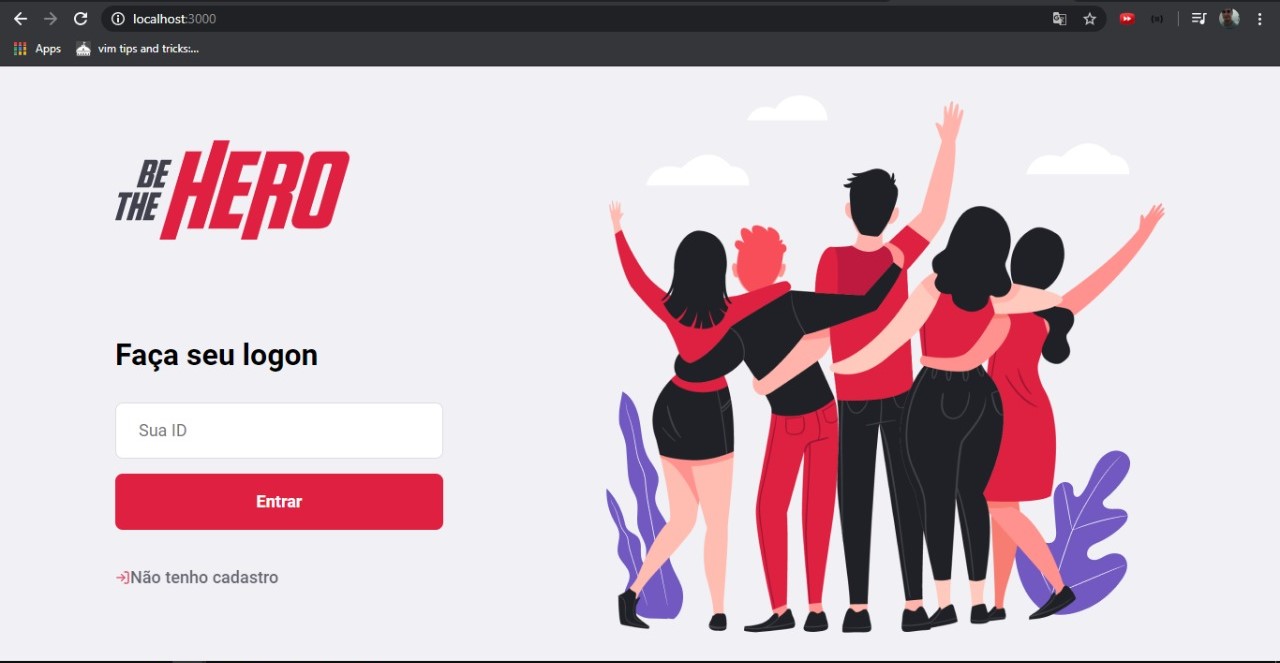 localhost:3000
Apps
vim tips and tricks:...
BE
THE
HERO
Faça seu logon
Sua ID
Entrar
Não tenho cadastro